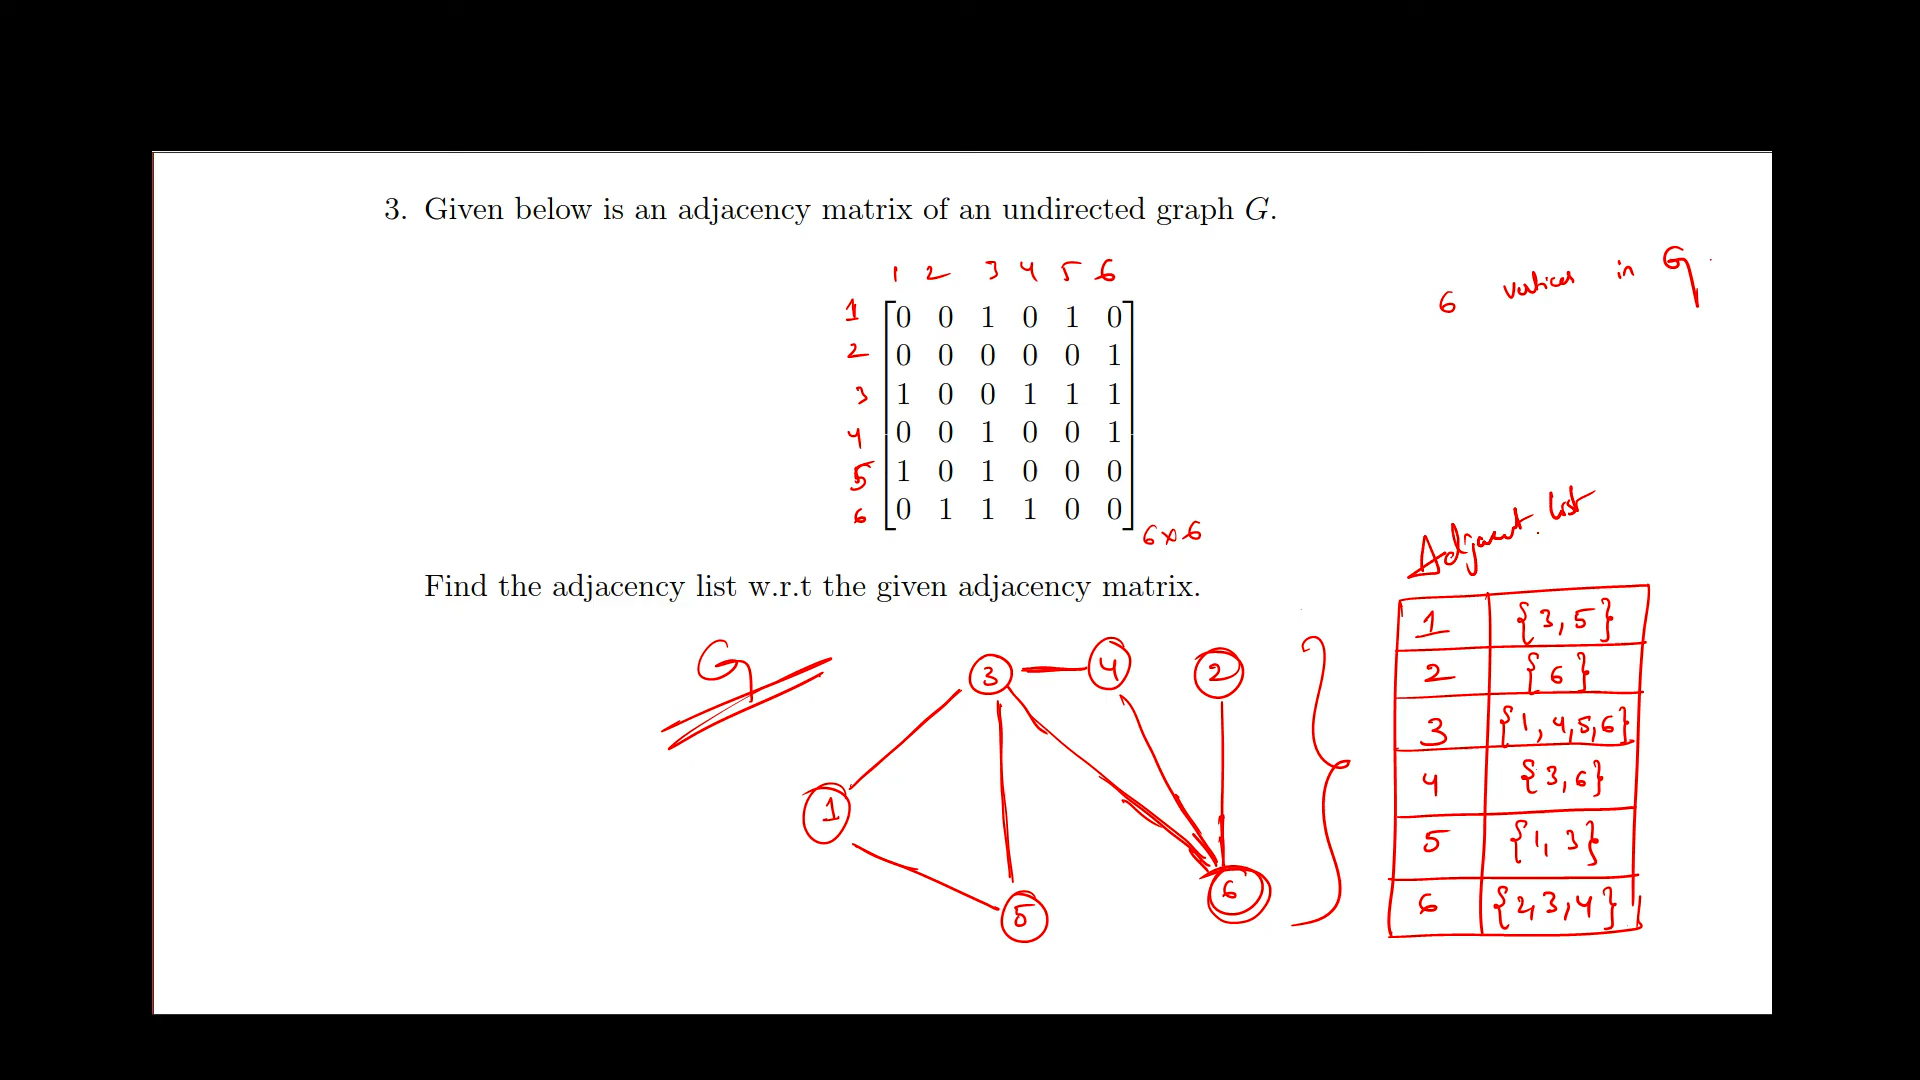 3. Given below is an adjacency matrix of an undirected graph G.
1 2 3 4 5 6
6 vertices in G
1 0 0 1 0 1 0
2 0 0 0 0 0 1
3 1 0 0 1 1 1
4 0 0 1 0 0 1
5 1 0 1 0 0 0
6 0 1 1 1 0 0
6×6
Find the adjacency list w.r.t the given adjacency matrix.
G
3 4 2
1
5 6
Adjacent list
1 {3,5}
2 {6}
3 {1,4,5,6}
4 {3,6}
5 {1,3}
6 {2,3,4}